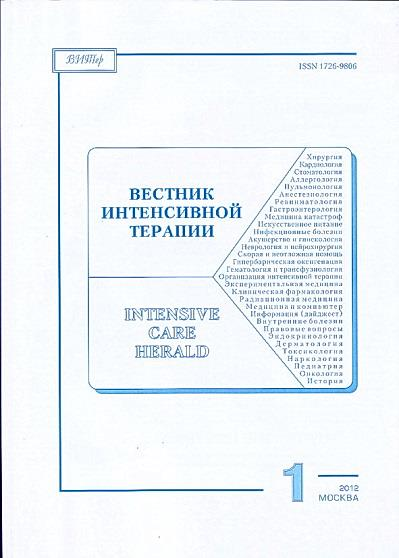 ВИТер
ISSN 1726-9806
ВЕСТНИК
ИНТЕНСИВНОЙ
ТЕРАПИИ
INTENSIVE
CARE
HERALD
Хирургия
Кардиология
Стоматология
Аллергология
Пульмонология
Анестезиология
Ревиниматология
Гастроэнтерология
Медицина катастроф
Искусственное питание
Инфекционные болезни
Акушерство и гинекология
Неврология и нейрохирургия
Скорая и неотложная помощь
Гипербарическая оксигенация
Гематология и трансфузиология
Организация интенсивной терапии
Экспериментальная медицина
Клиническая фармакология
Радиационная медицина
Медицина и компьютер
Информация (дайджест)
Внутренние болезни
Правовые вопросы
Эндокринология
Дерматология
Токсикология
Наркология
Педиатрия
Онкология
История
1
2012
МОСКВА